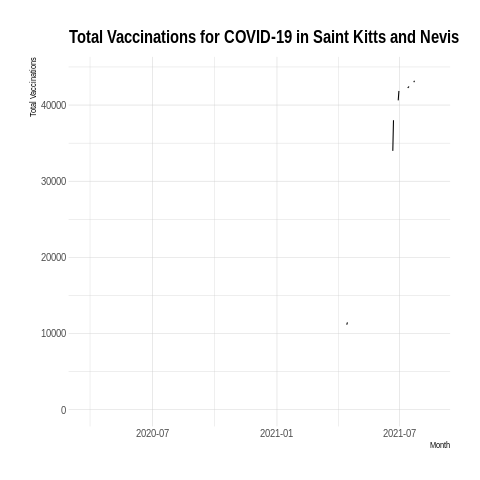 Total Vaccinations for COVID-19 in Saint Kitts and Nevis
Total Vaccinations
40000
30000
20000
10000
0
2020-07 2021-01 2021-07
Month